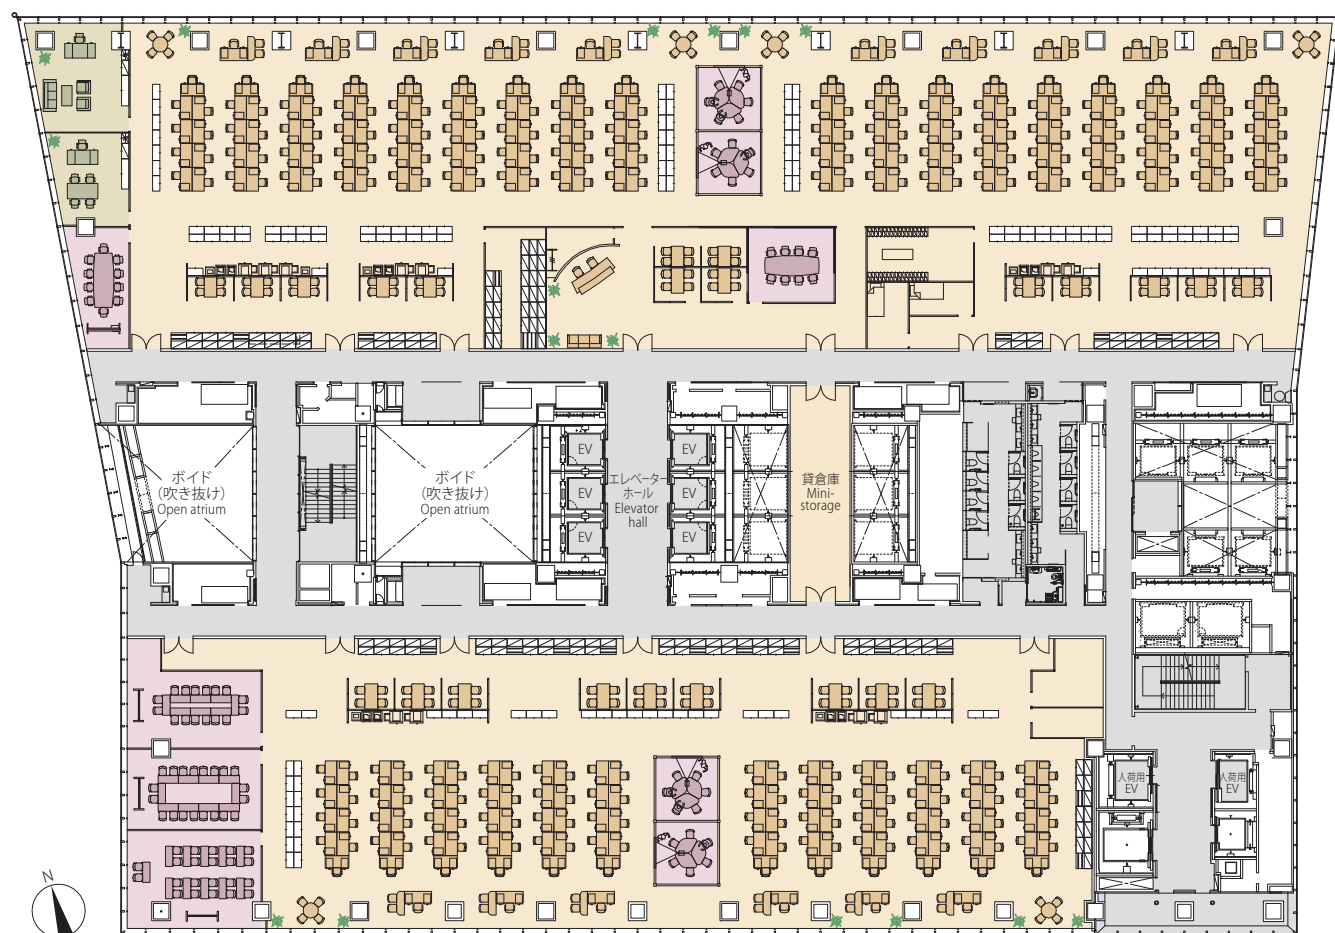 ボイド
(吹き抜け)
Open atrium
ボイド
(吹き抜け)
Open atrium
EV
EV
EV
エレベーター
ホール
Elevator
hall
EV
EV
EV
貸倉庫
Mini-
storage
人荷用
EV
人荷用
EV
N